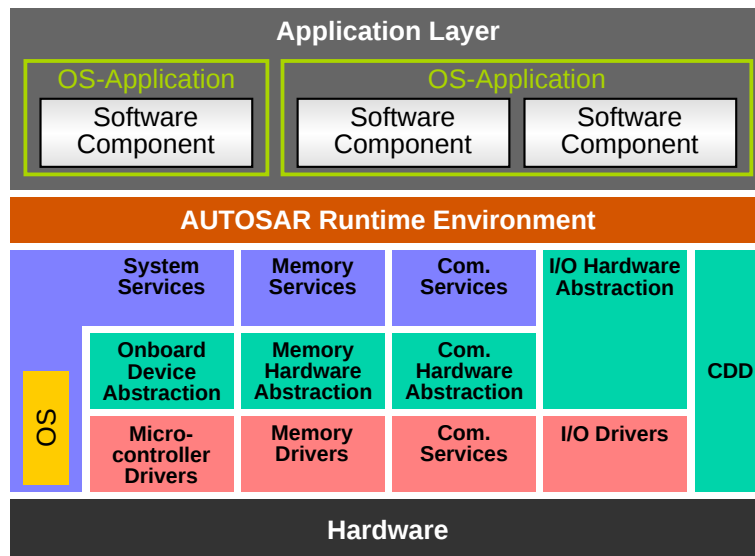 Application Layer
OS-Application
Software
Component
OS-Application
Software
Component
Software
Component
AUTOSAR Runtime Environment
System
Services
Memory
Services
Com.
Services
I/O Hardware
Abstraction
CDD
Onboard
Device
Abstraction
Memory
Hardware
Abstraction
Com.
Hardware
Abstraction
OS
Micro-
controller
Drivers
Memory
Drivers
Com.
Services
I/O Drivers
Hardware